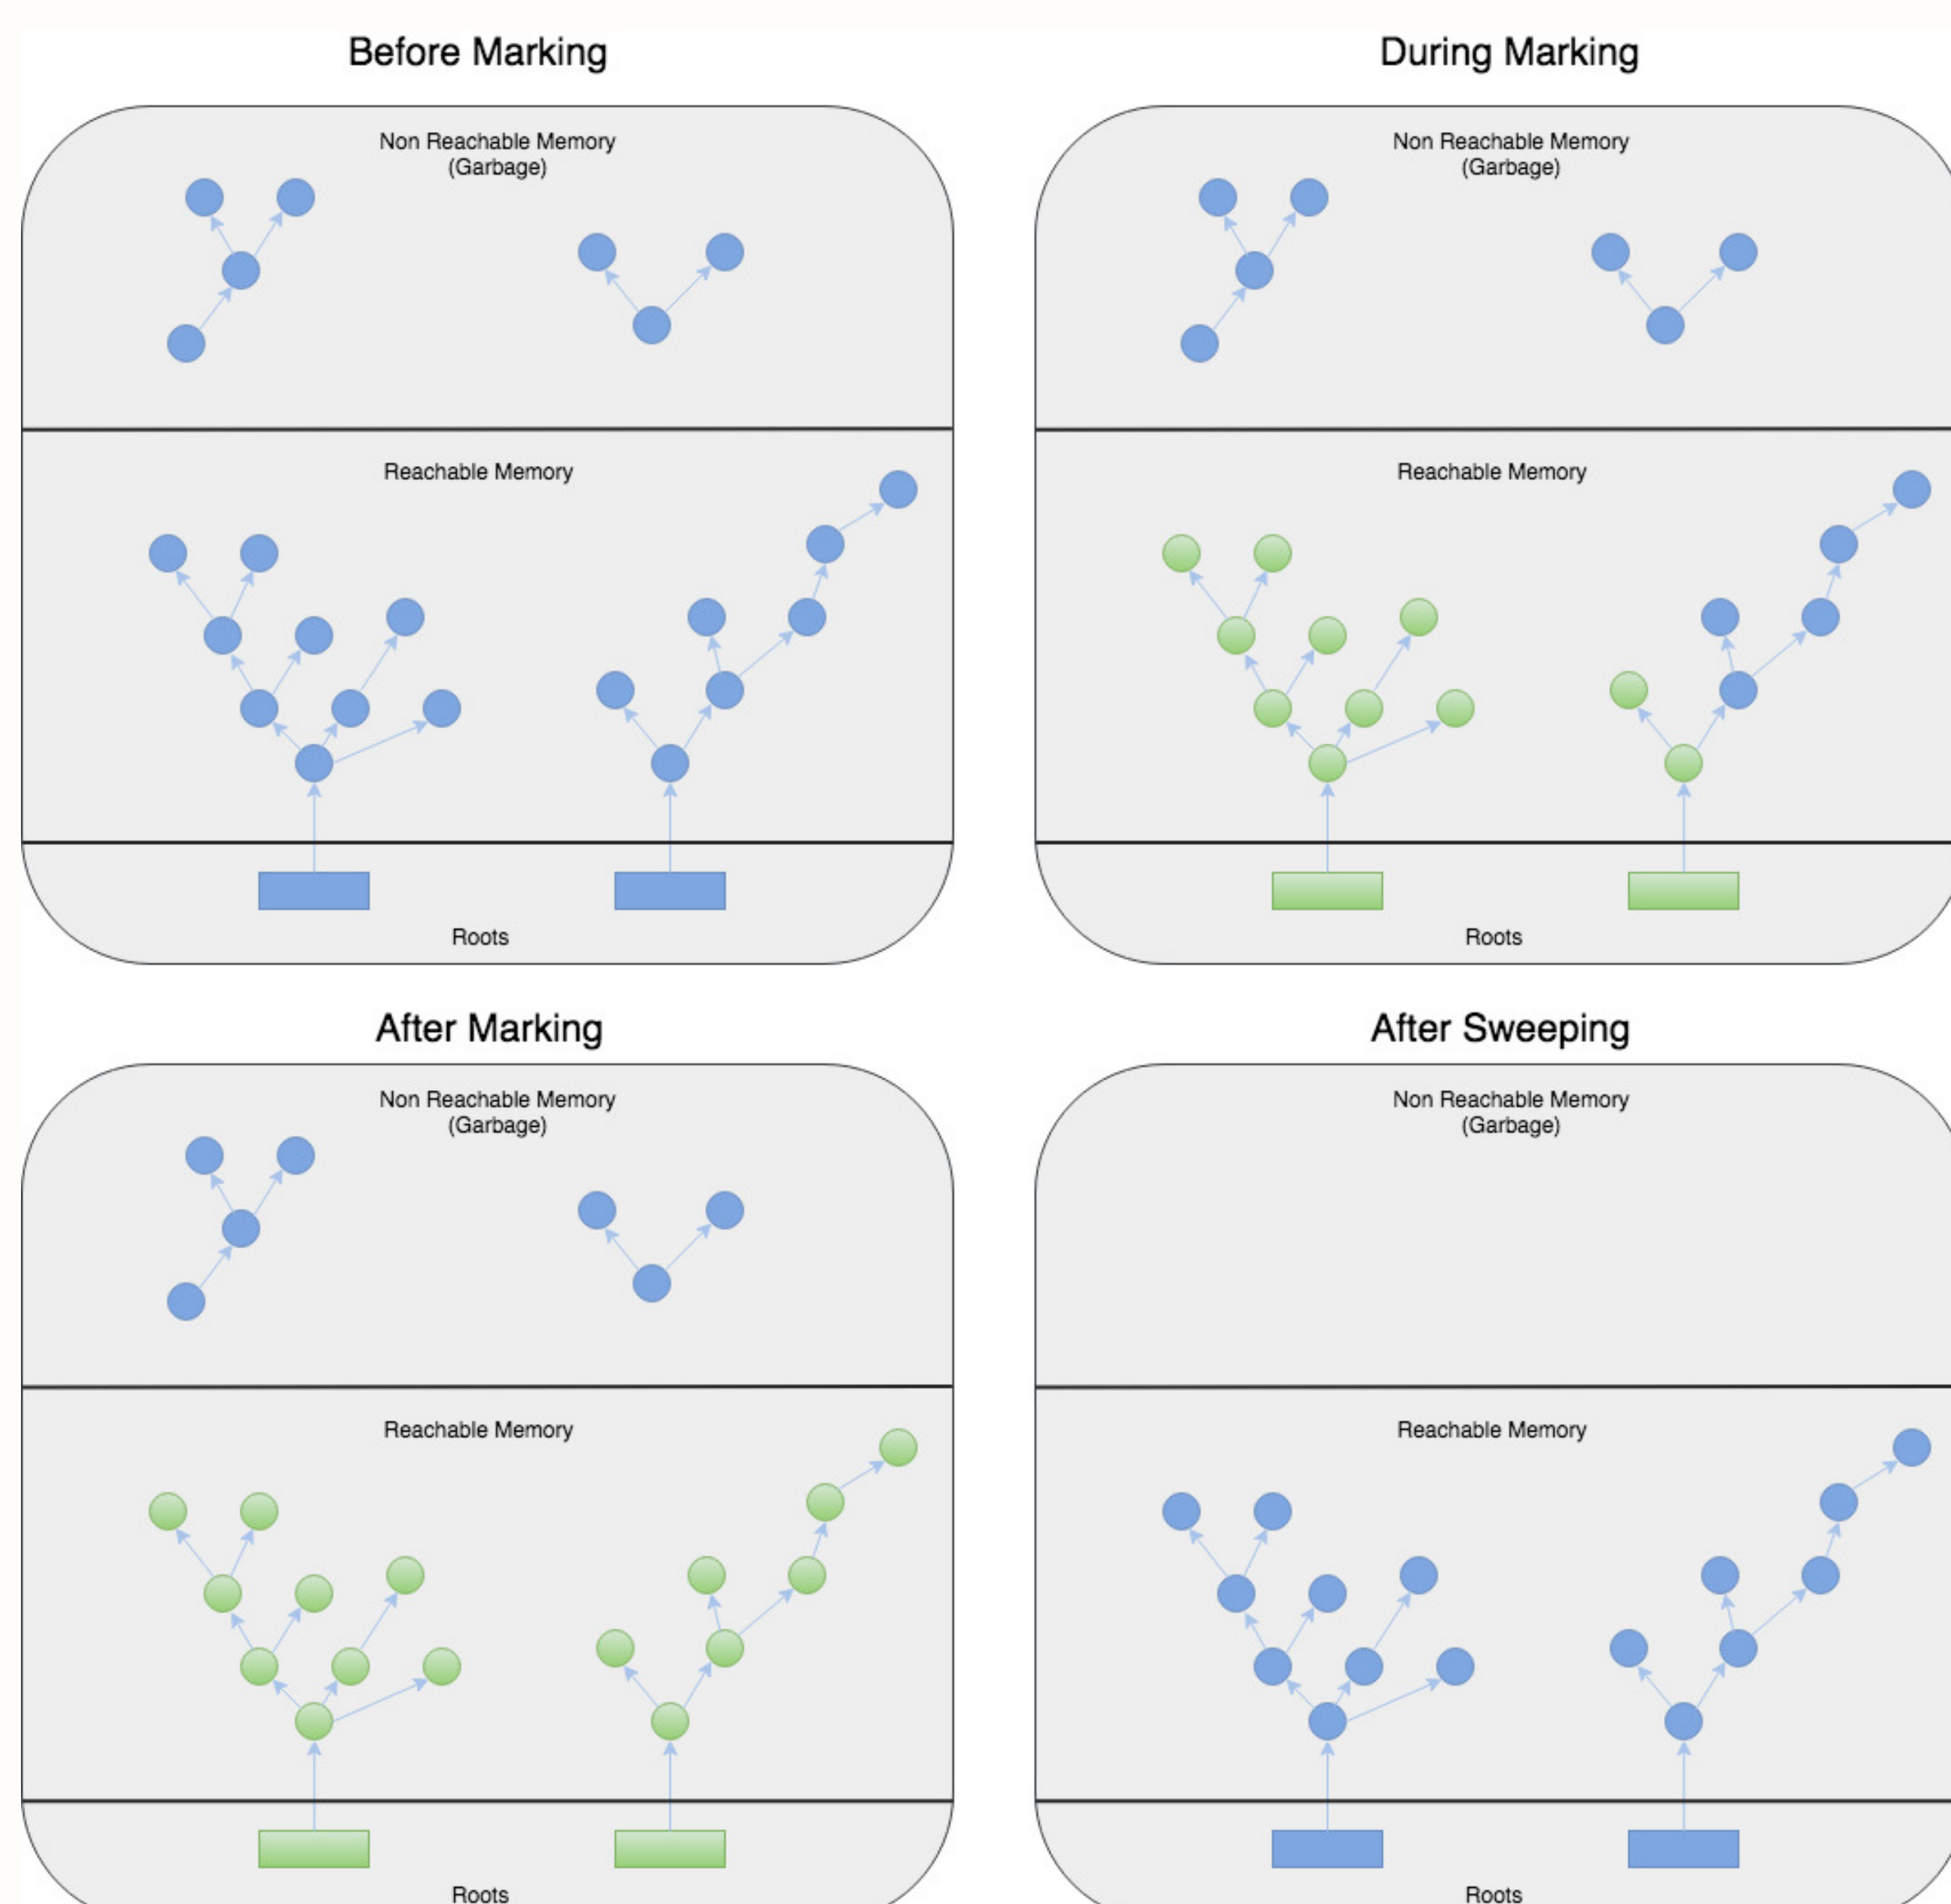 Before Marking
Non Reachable Memory
(Garbage)
Reachable Memory
Roots
During Marking
Non Reachable Memory
(Garbage)
Reachable Memory
Roots
After Marking
Non Reachable Memory
(Garbage)
Reachable Memory
Roots
After Sweeping
Non Reachable Memory
(Garbage)
Reachable Memory
Roots